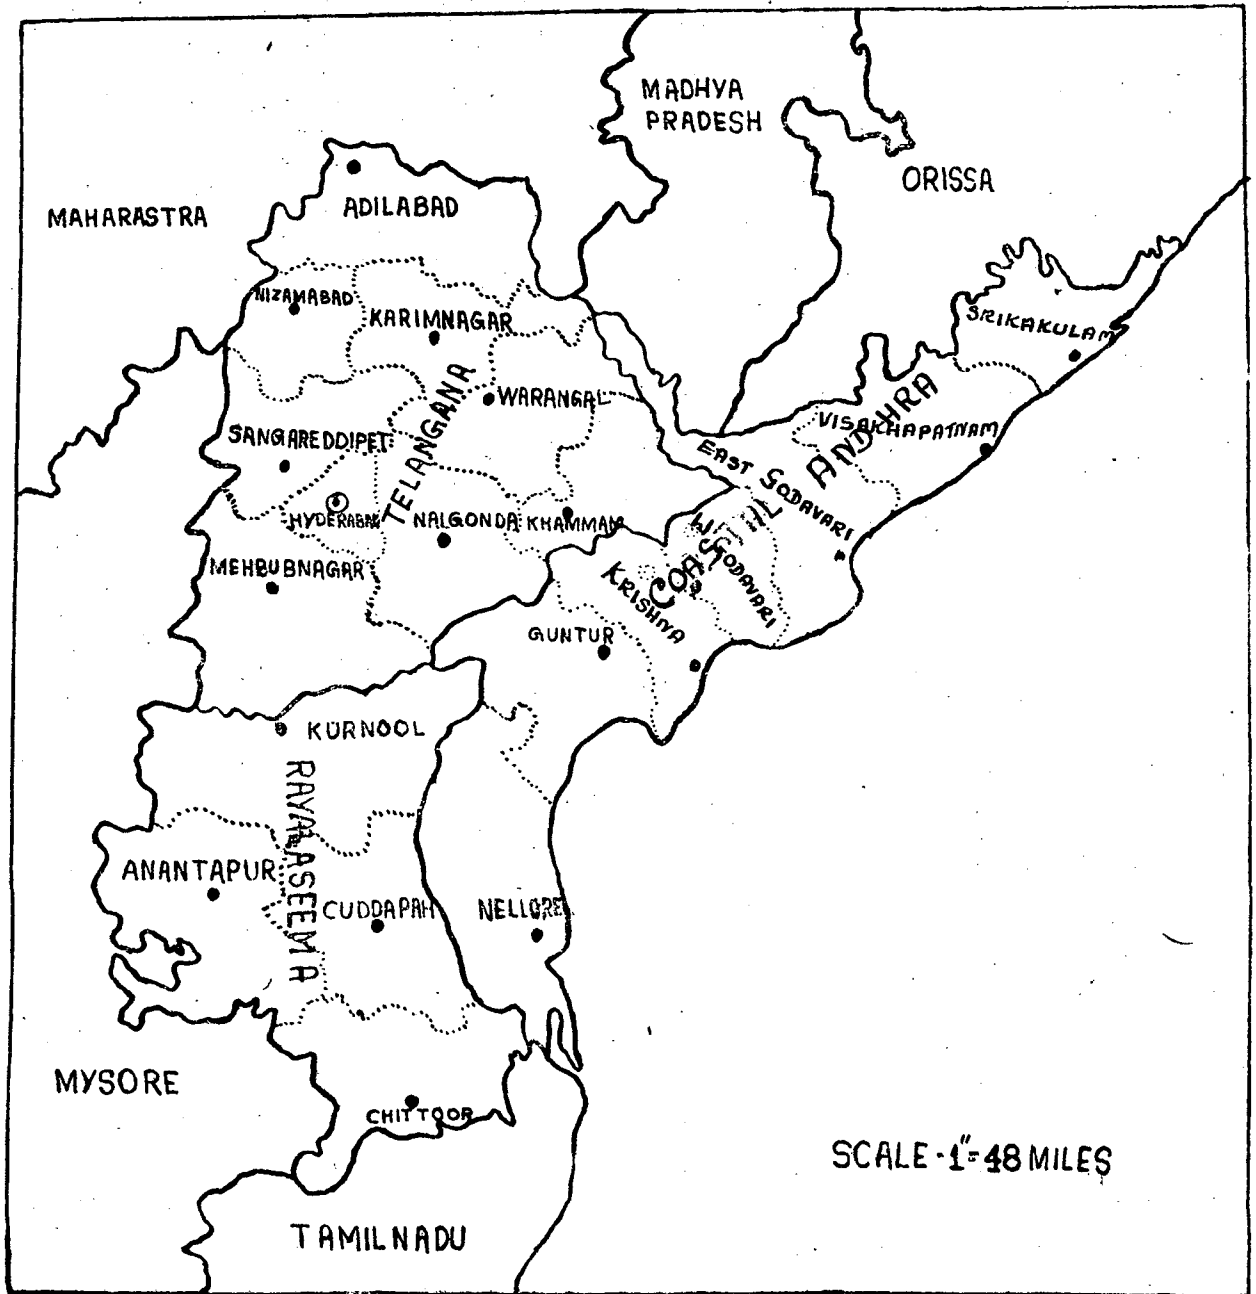 MADHYA
PRADESH
ORISSA
MAHARASTRA
ADILABAD
NIZAMABAD
KARIMNAGAR
SRIKAKULAM
TELANGANA
WARANGAL
VISAKHAPATNAM
SANGAREDDIPET
EAST GODAVARI
COASTAL ANDHRA
HYDERABAD
NALGONDA
KHAMMAM
W.GODAVARI
MEHBUBNAGAR
KRISHNA
GUNTUR
KURNOOL
RAYALASEEMA
ANANTAPUR
CUDDAPAH
NELLORE
MYSORE
CHITTOOR
SCALE - 1"= 48 MILES
TAMILNADU